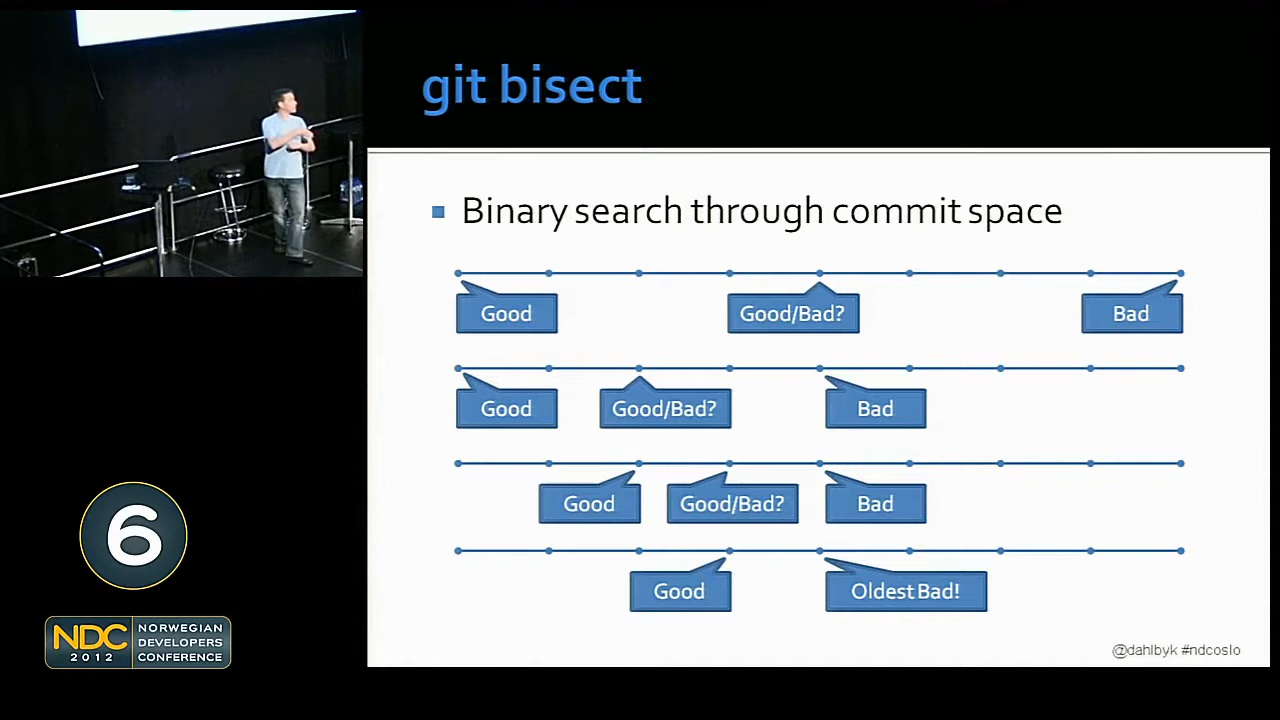 git bisect
Binary search through commit space
Good
Good/Bad?
Bad
Good
Good/Bad?
Bad
Good
Good/Bad?
Bad
Good
Oldest Bad!
@dahlbyk #ndcoslo
6
NDC
2012
NORWEGIAN
DEVELOPERS
CONFERENCE